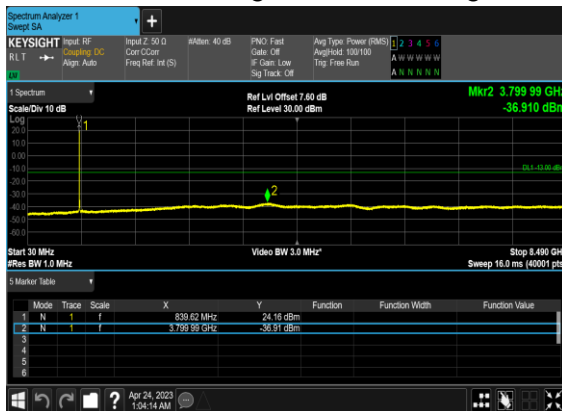 Spectrum Analyzer 1
Swept SA
KEYSIGHT
RLT
Input: RF
Coupling: DC
Align: Auto
Input Z: 50 Ω
Corr CCorr
Freq Ref: Int (S)
#Atten: 40 dB
PNO: Fast
Gate: Off
IF Gain: Low
Sig Track: Off
Avg Type: Power (RMS)
Avg|Hold: 100/100
Trig: Free Run
1 2 3 4 5 6
A W W W W W
A N N N N N
1 Spectrum
Scale/Div 10 dB
Ref Lvl Offset 7.60 dB
Ref Level 30.00 dBm
Mkr2 3.799 99 GHz
-36.910 dBm
Log
20.0
10.0
0.00
-10.0
-20.0
-30.0
-40.0
-50.0
-60.0
1
2
DL1 -13.00 dBm
Start 30 MHz
#Res BW 1.0 MHz
Video BW 3.0 MHz*
Stop 8.490 GHz
Sweep 16.0 ms (40001 pts)
5 Marker Table
Mode Trace Scale X Y Function Function Width Function Value
1 N 1 f 839.62 MHz 24.16 dBm
2 N 1 f 3.799 99 GHz -36.91 dBm
3
4
5
6
Apr 24, 2023
1:04:14 AM